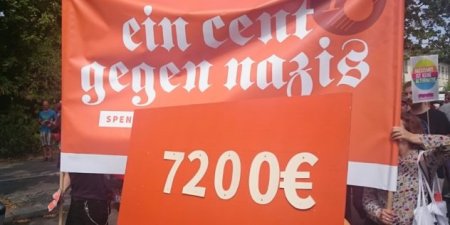 ein cent
gegen nazis
SPEN
7200€